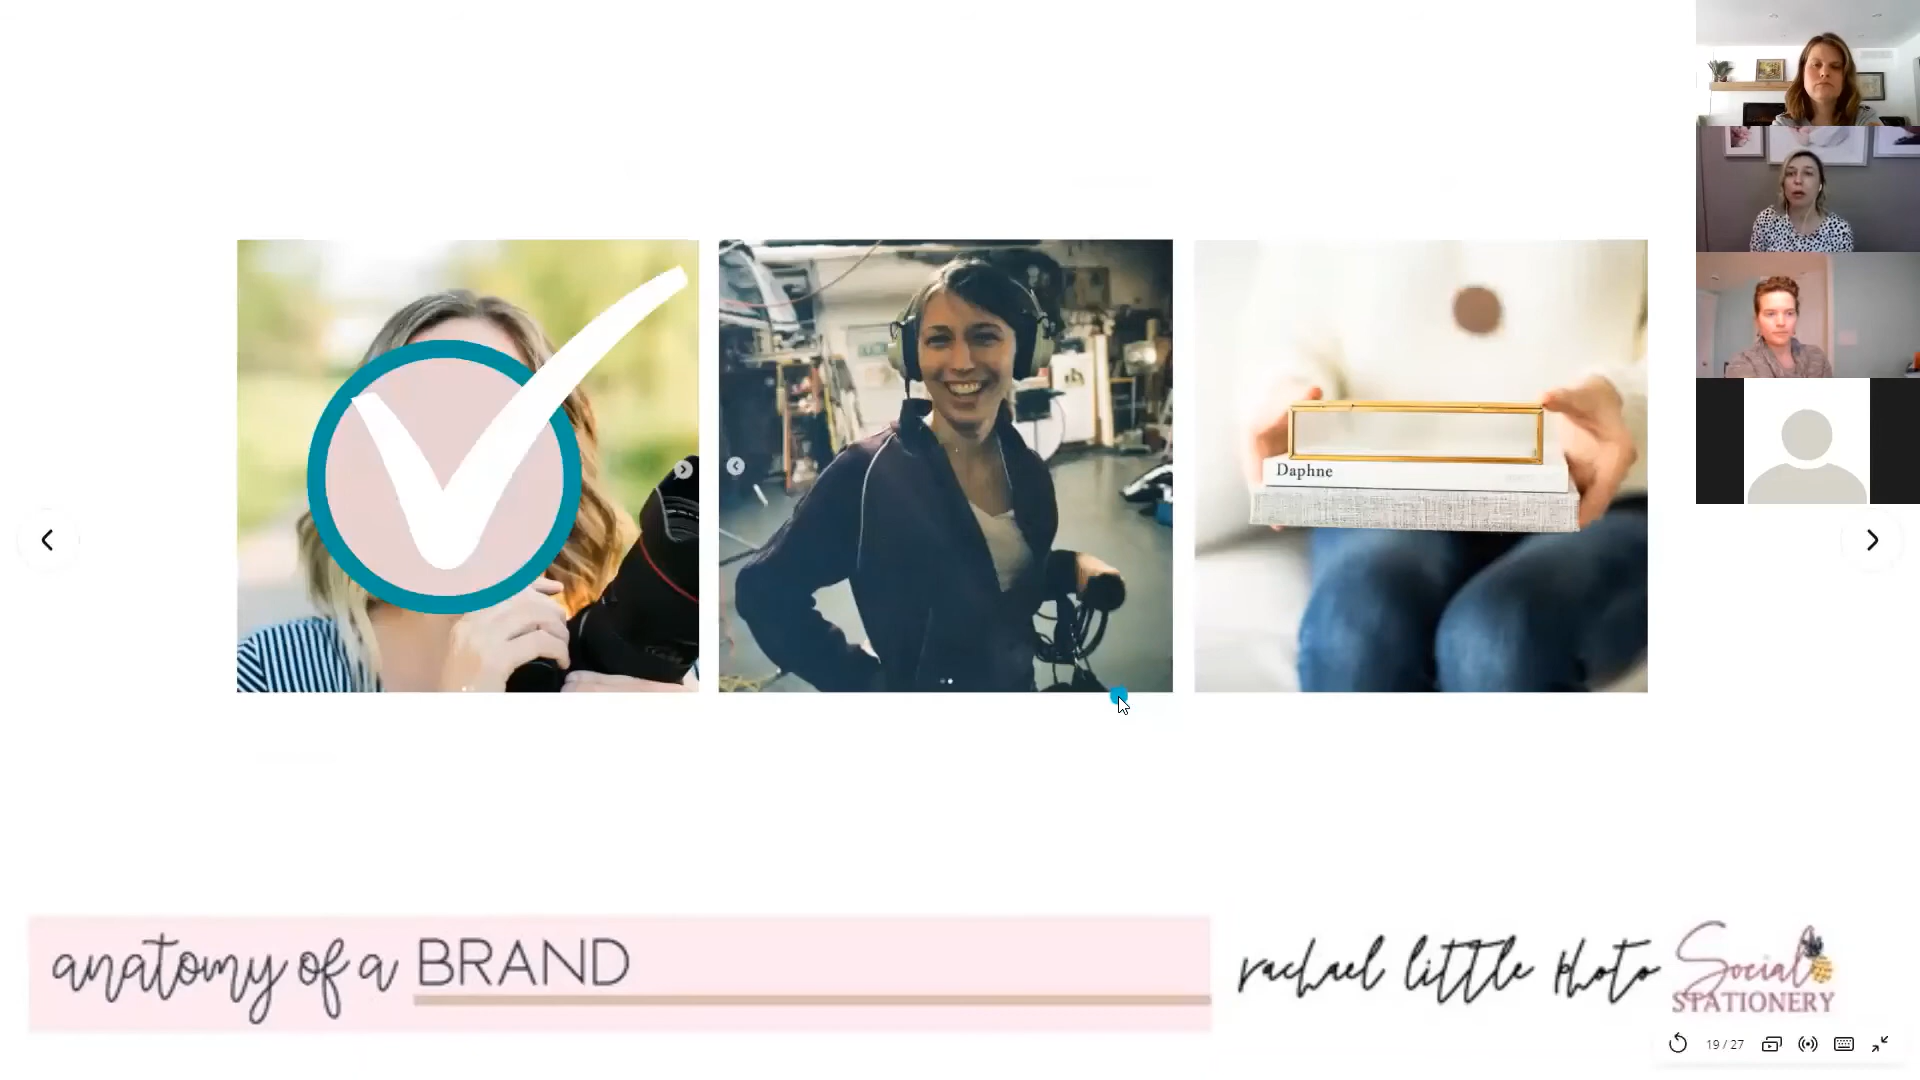 Daphne
anatomy of a BRAND
rachael little photo
Social
STATIONERY
19 / 27